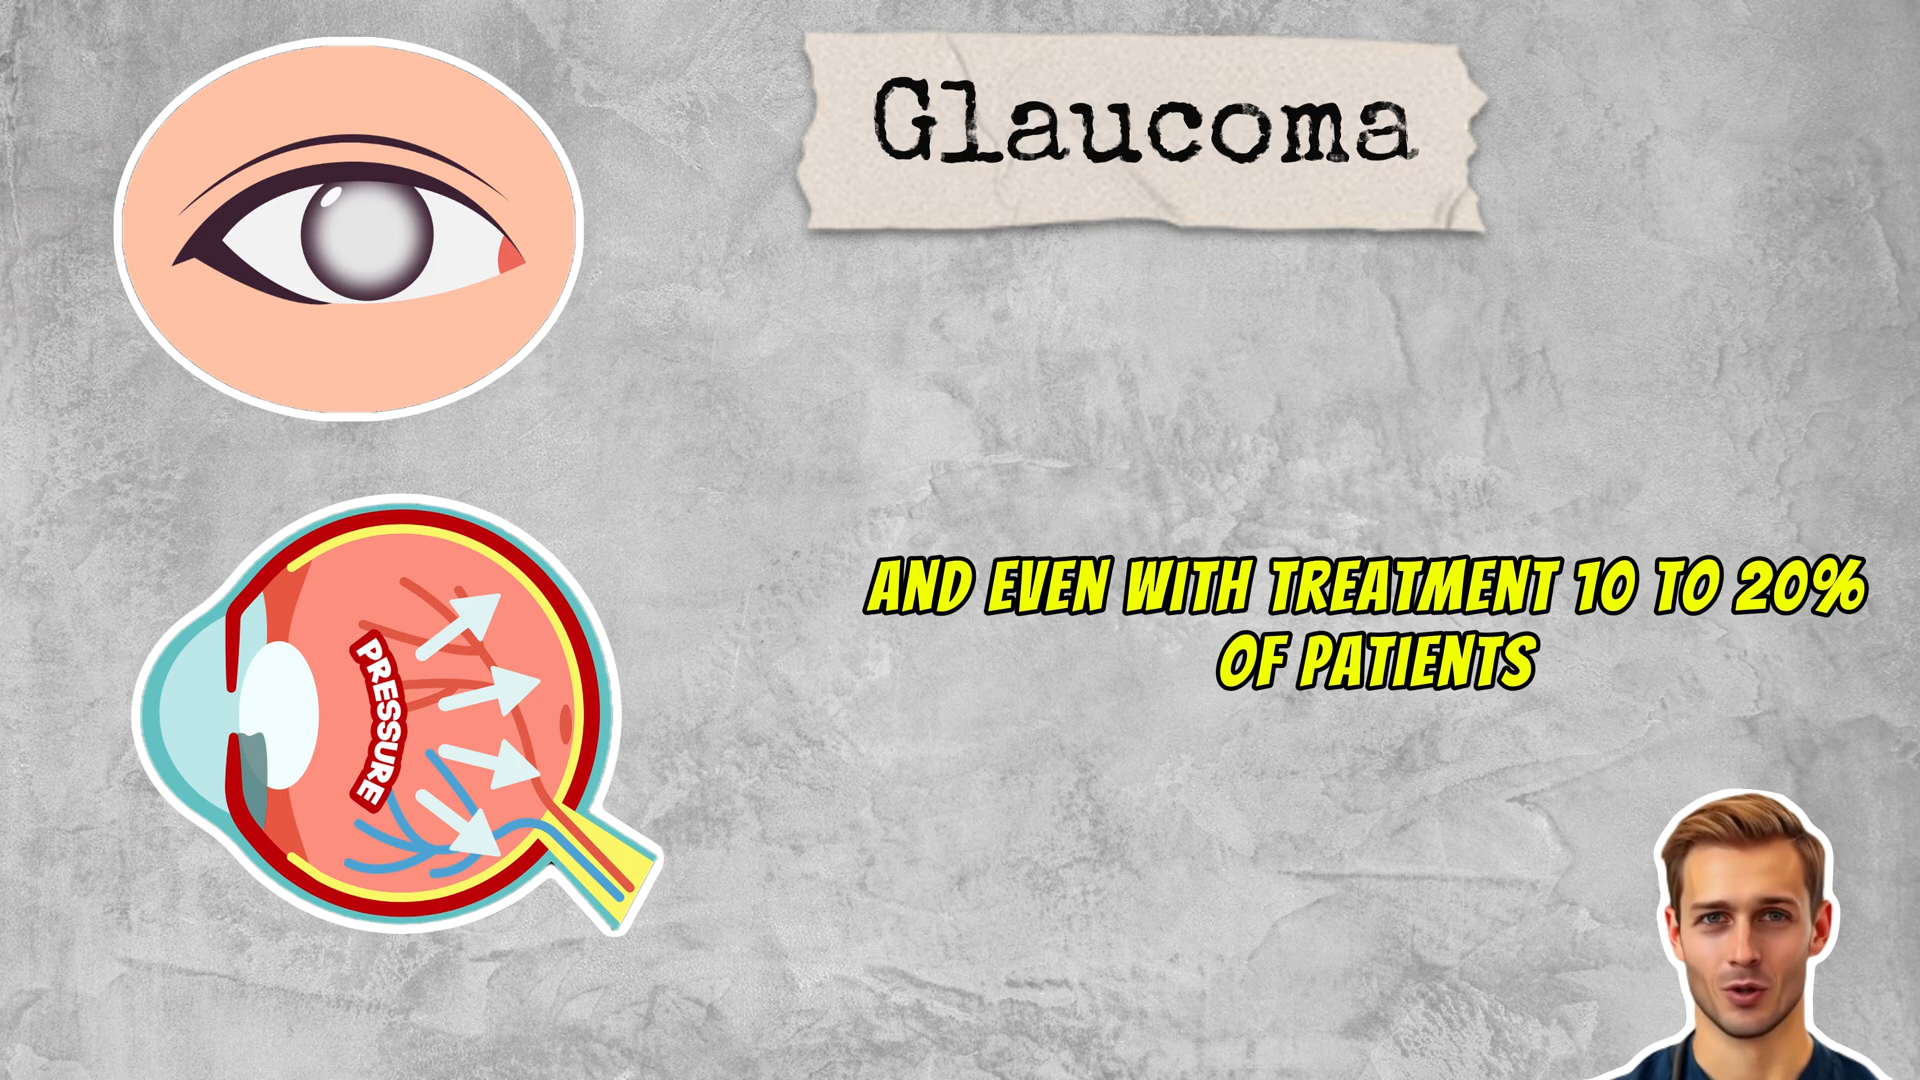 Glaucoma
AND EVEN WITH TREATMENT 10 TO 20%
OF PATIENTS
PRESSURE